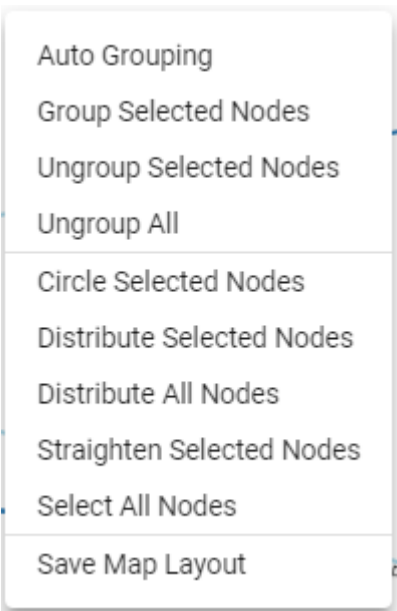 Auto Grouping
Group Selected Nodes
Ungroup Selected Nodes
Ungroup All
Circle Selected Nodes
Distribute Selected Nodes
Distribute All Nodes
Straighten Selected Nodes
Select All Nodes
Save Map Layout